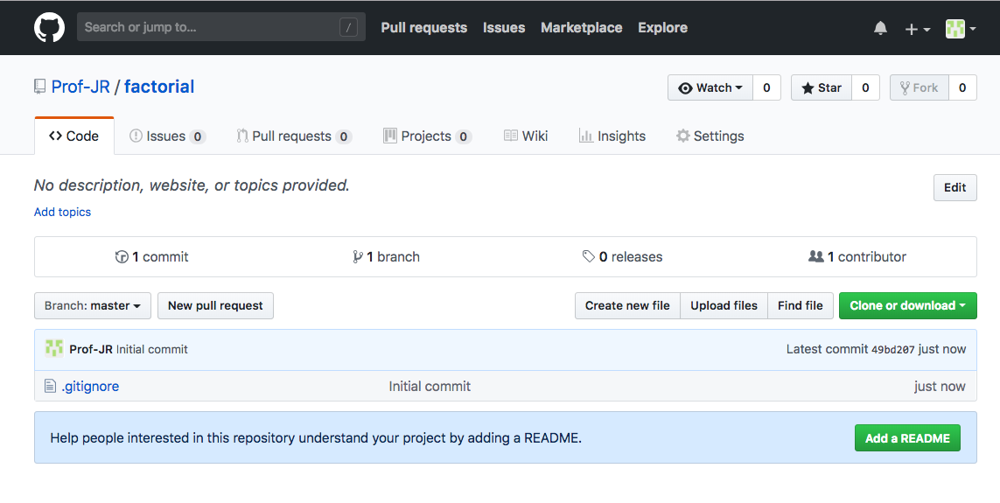 Search or jump to... / Pull requests Issues Marketplace Explore
Prof-JR / factorial Watch 0 Star 0 Fork 0
Code Issues 0 Pull requests 0 Projects 0 Wiki Insights Settings
No description, website, or topics provided. Edit
Add topics
1 commit 1 branch 0 releases 1 contributor
Branch: master New pull request Create new file Upload files Find file Clone or download
Prof-JR Initial commit Latest commit 49bd207 just now
.gitignore Initial commit just now
Help people interested in this repository understand your project by adding a README. Add a README